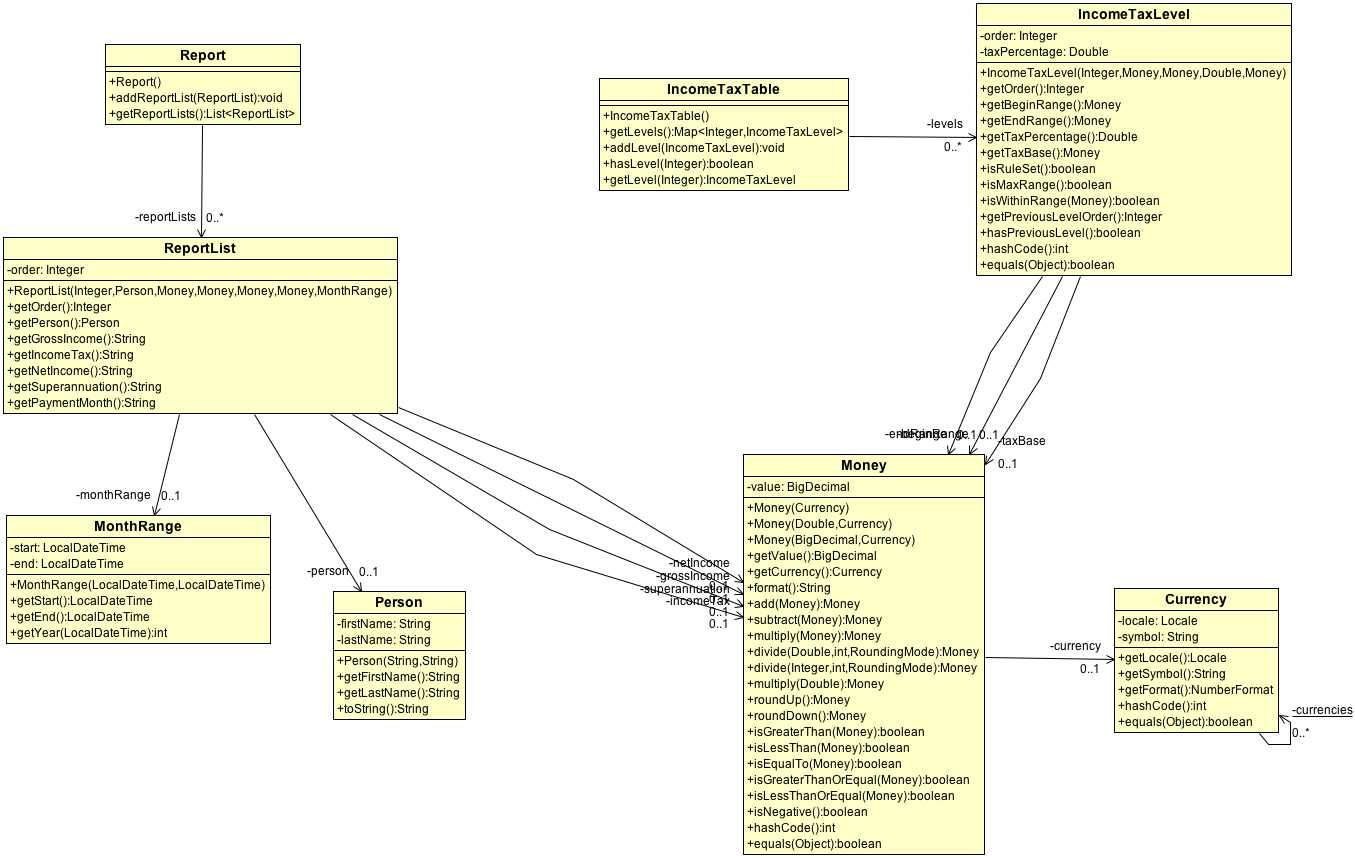 Report
+Report()
+addReportList(ReportList):void
+getReportLists():List<ReportList>
-reportLists
0..*
IncomeTaxTable
+IncomeTaxTable()
+getLevels():Map<Integer,IncomeTaxLevel>
+addLevel(IncomeTaxLevel):void
+hasLevel(Integer):boolean
+getLevel(Integer):IncomeTaxLevel
-levels
0..*
IncomeTaxLevel
-order: Integer
-taxPercentage: Double
+IncomeTaxLevel(Integer,Money,Money,Double,Money)
+getOrder():Integer
+getBeginRange():Money
+getEndRange():Money
+getTaxPercentage():Double
+getTaxBase():Money
+isRuleSet():boolean
+isMaxRange():boolean
+isWithinRange(Money):boolean
+getPreviousLevelOrder():Integer
+hasPreviousLevel():boolean
+hashCode():int
+equals(Object):boolean
ReportList
-order: Integer
+ReportList(Integer,Person,Money,Money,Money,Money,MonthRange)
+getOrder():Integer
+getPerson():Person
+getGrossIncome():String
+getIncomeTax():String
+getNetIncome():String
+getSuperannuation():String
+getPaymentMonth():String
-monthRange
0..1
MonthRange
-start: LocalDateTime
-end: LocalDateTime
+MonthRange(LocalDateTime,LocalDateTime)
+getStart():LocalDateTime
+getEnd():LocalDateTime
+getYear(LocalDateTime):int
-person
0..1
Person
-firstName: String
-lastName: String
+Person(String,String)
+getFirstName():String
+getLastName():String
+toString():String
-netIncome
0..1
-grossIncome
0..1
-superannuation
0..1
-incomeTax
0..1
-endRange
0..1
-beginRange
0..1
-taxBase
0..1
Money
-value: BigDecimal
+Money(Currency)
+Money(Double,Currency)
+Money(BigDecimal,Currency)
+getValue():BigDecimal
+getCurrency():Currency
+format():String
+add(Money):Money
+subtract(Money):Money
+multiply(Money):Money
+divide(Double,int,RoundingMode):Money
+divide(Integer,int,RoundingMode):Money
+multiply(Double):Money
+roundUp():Money
+roundDown():Money
+isGreaterThan(Money):boolean
+isLessThan(Money):boolean
+isEqualTo(Money):boolean
+isGreaterThanOrEqual(Money):boolean
+isLessThanOrEqual(Money):boolean
+isNegative():boolean
+hashCode():int
+equals(Object):boolean
-currency
0..1
Currency
-locale: Locale
-symbol: String
+getLocale():Locale
+getSymbol():String
+getFormat():NumberFormat
+hashCode():int
+equals(Object):boolean
-currencies
0..*